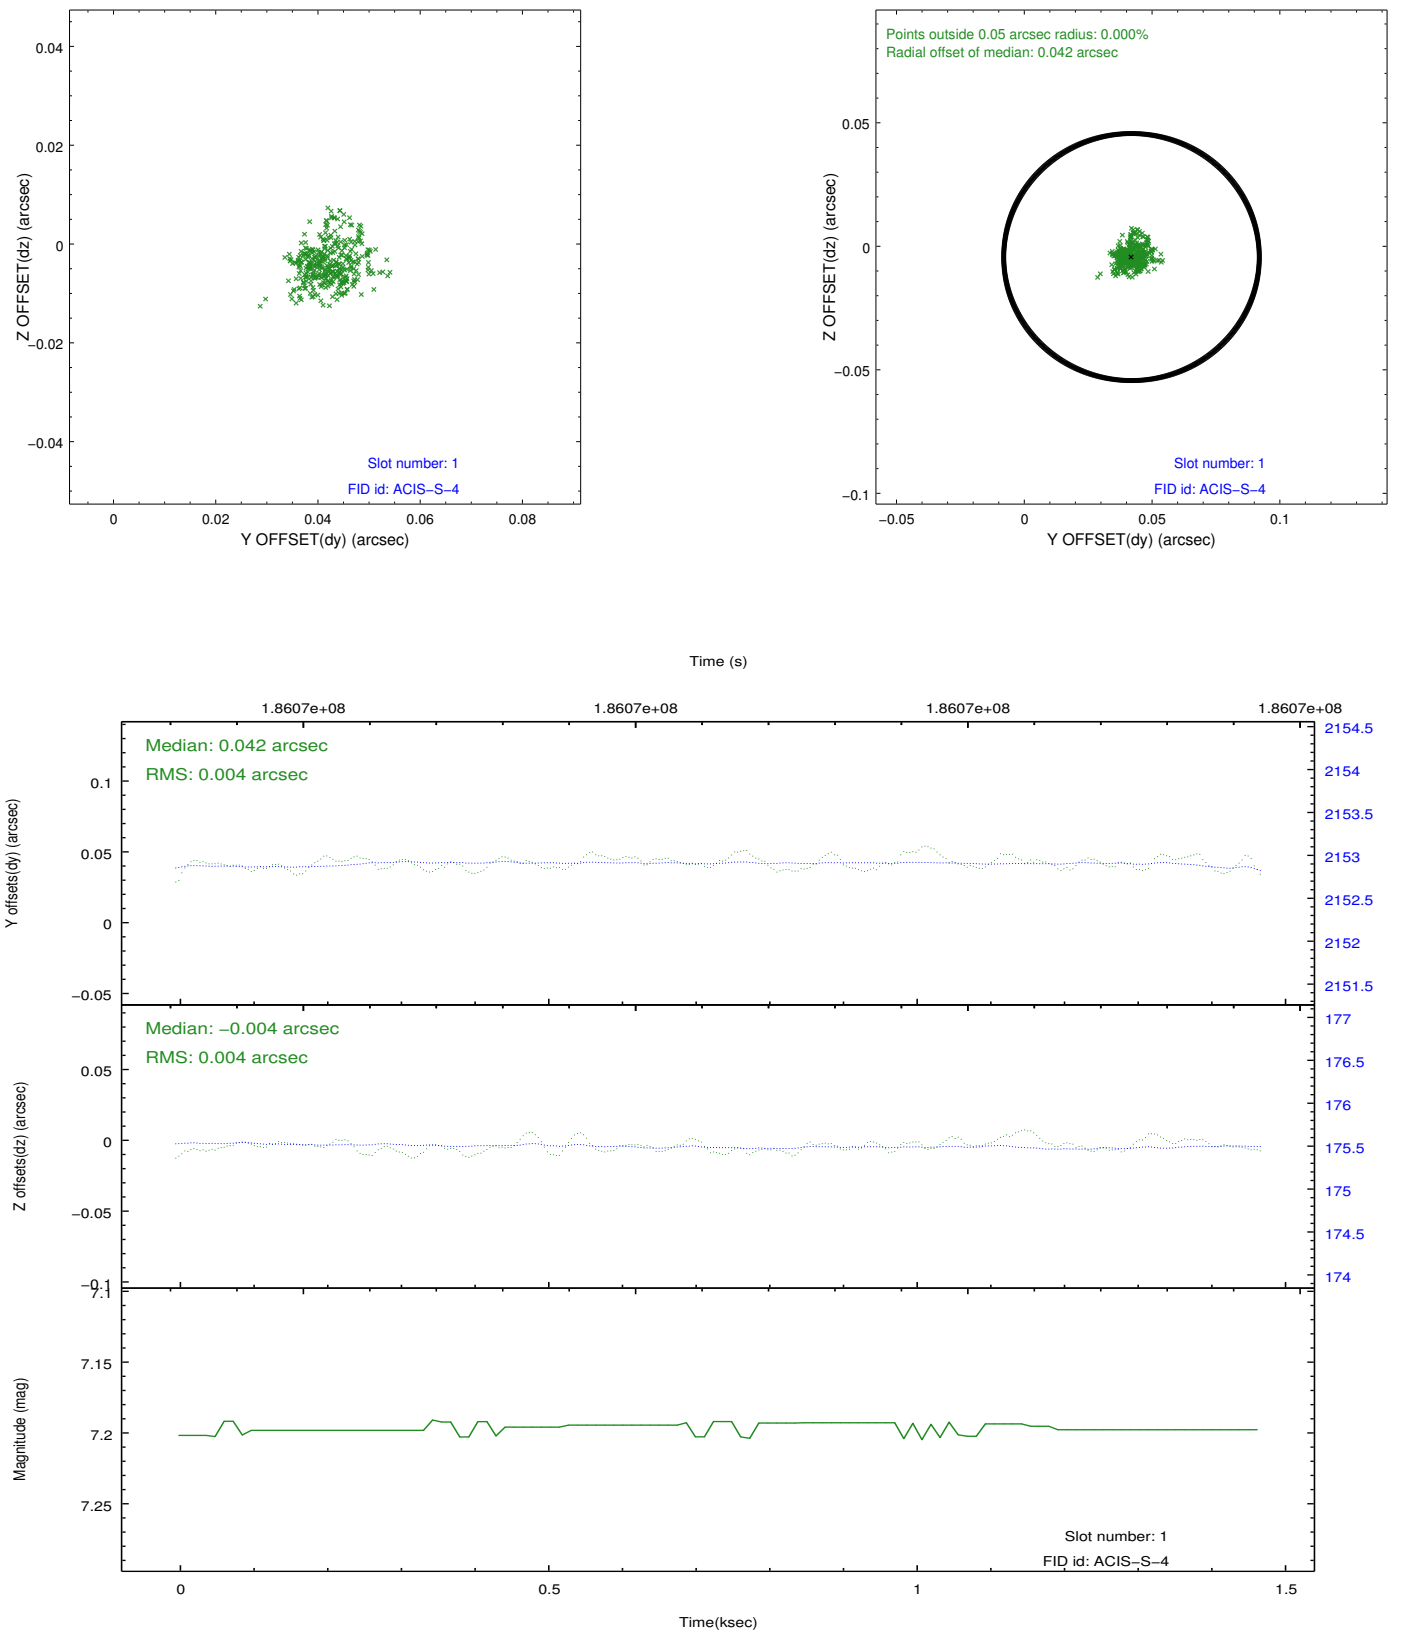 0.04
0.02
0
−0.02
−0.04
Z OFFSET(dz) (arcsec)
Slot number: 1
FID id: ACIS−S−4
0 0.02 0.04 0.06 0.08
Y OFFSET(dy) (arcsec)
Points outside 0.05 arcsec radius: 0.000%
Radial offset of median: 0.042 arcsec
0.05
0
−0.05
−0.1
Z OFFSET(dz) (arcsec)
Slot number: 1
FID id: ACIS−S−4
−0.05 0 0.05 0.1
Y OFFSET(dy) (arcsec)
Time (s)
1.8607e+08 1.8607e+08 1.8607e+08 1.8607e+08
Median: 0.042 arcsec
RMS: 0.004 arcsec
0.1
0.05
0
−0.05
Y offsets(dy) (arcsec)
2154.5
2154
2153.5
2153
2152.5
2152
2151.5
Median: −0.004 arcsec
RMS: 0.004 arcsec
0.05
0
−0.05
−0.1
Z offsets(dz) (arcsec)
177
176.5
176
175.5
175
174.5
174
7.1
7.15
7.2
7.25
Magnitude (mag)
Slot number: 1
FID id: ACIS−S−4
0 0.5 1 1.5
Time(ksec)